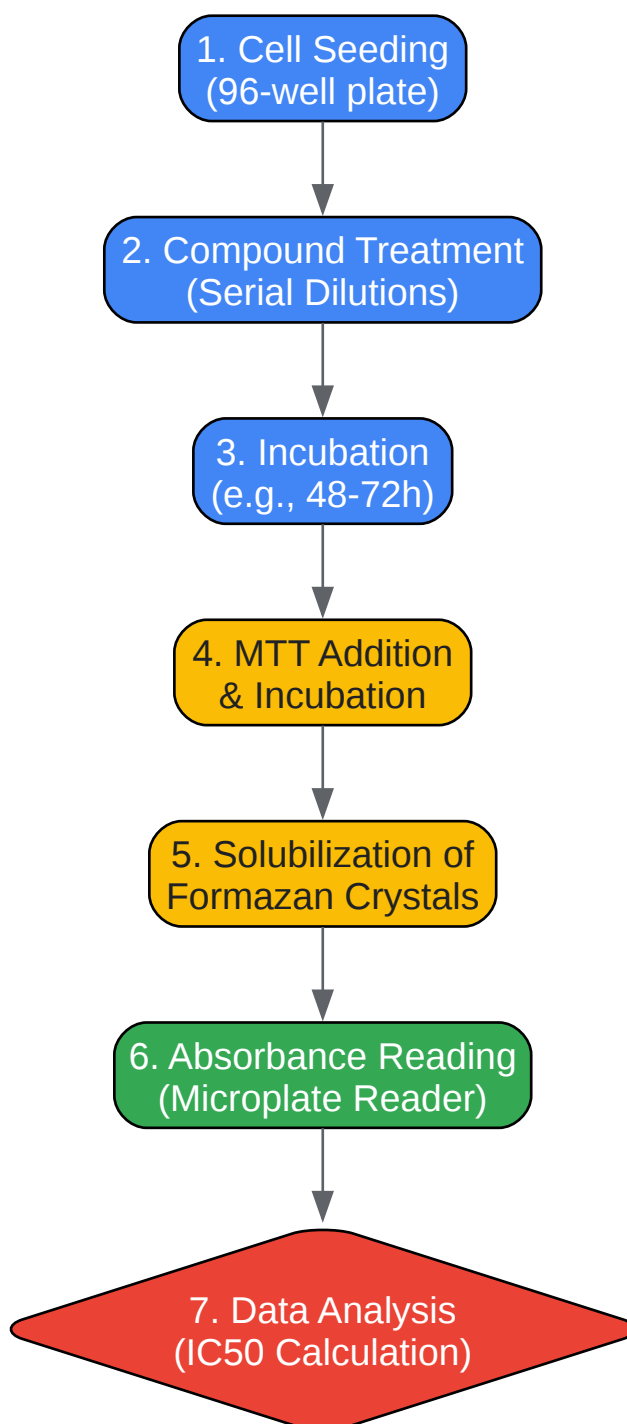 1. Cell Seeding
(96-well plate)
2. Compound Treatment
(Serial Dilutions)
3. Incubation
(e.g., 48-72h)
4. MTT Addition
& Incubation
5. Solubilization of
Formazan Crystals
6. Absorbance Reading
(Microplate Reader)
7. Data Analysis
(IC50 Calculation)